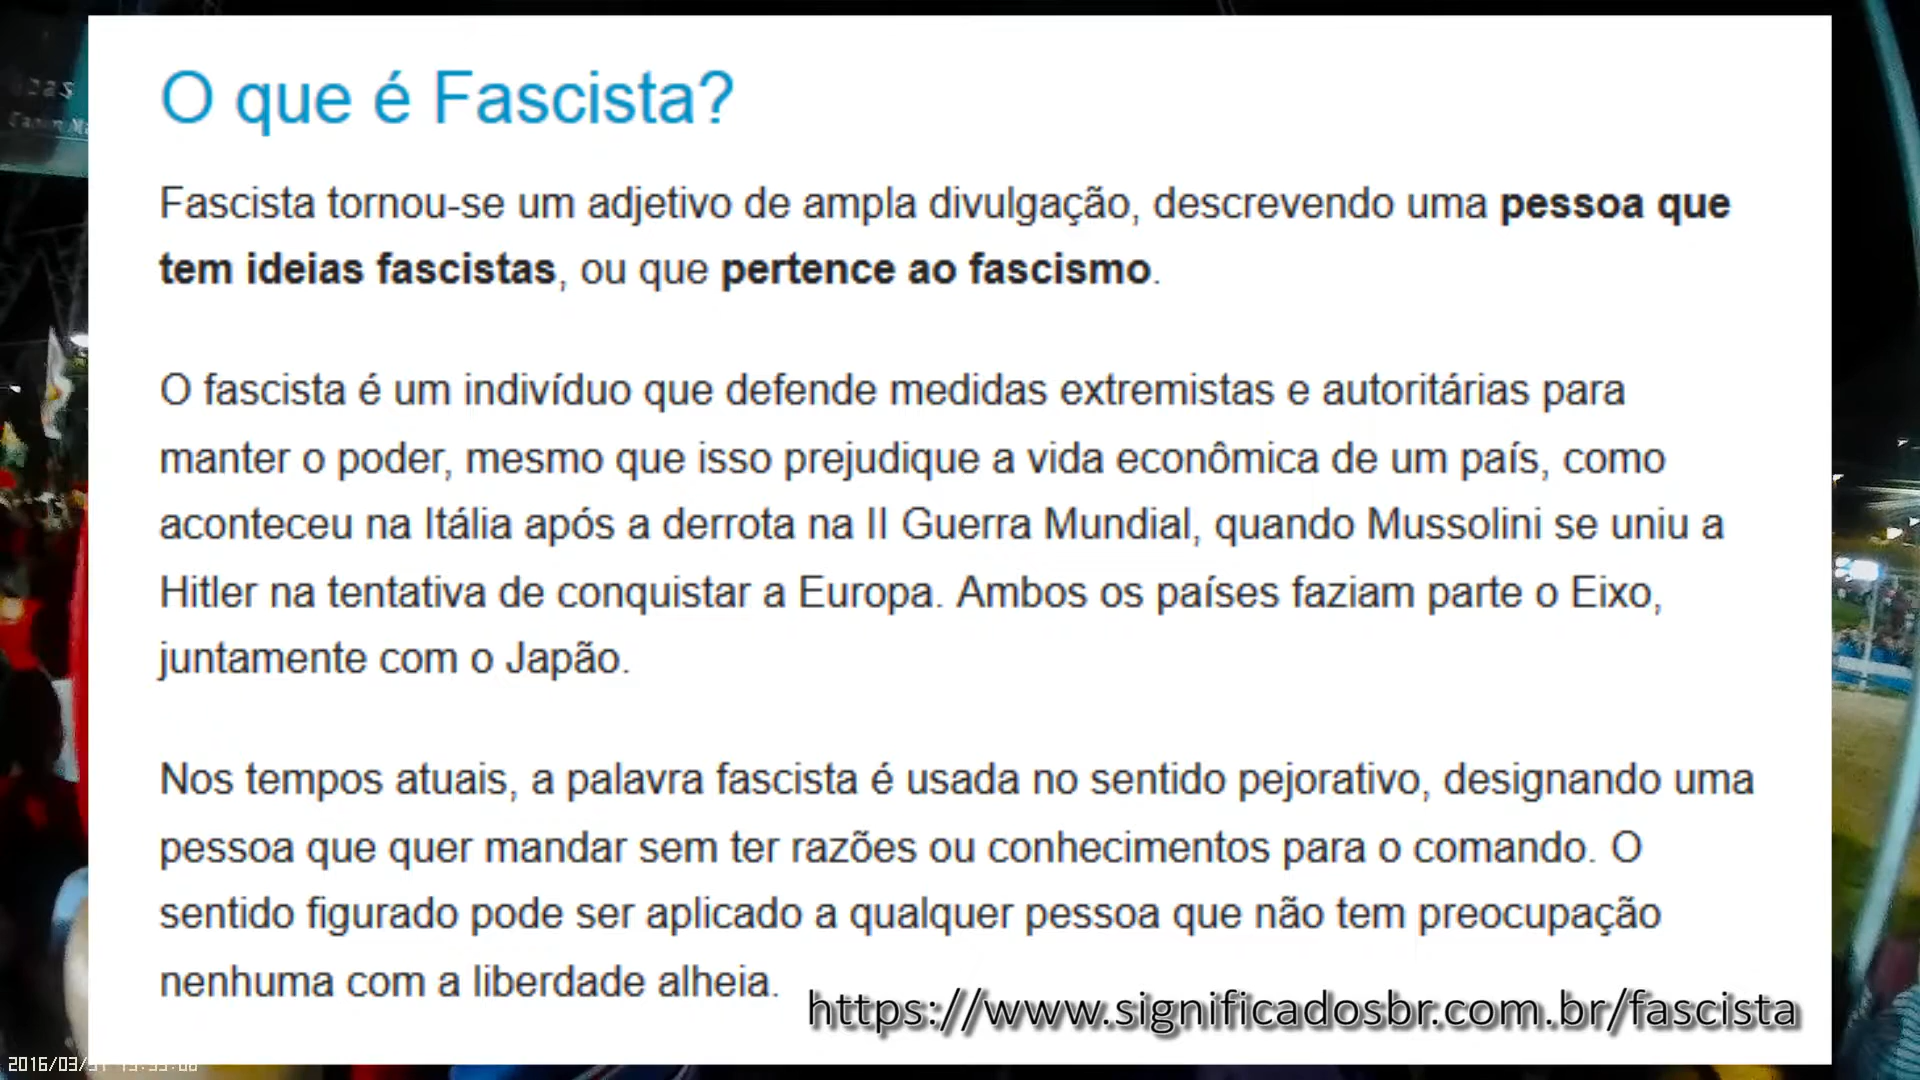 O que é Fascista?
Fascista tornou-se um adjetivo de ampla divulgação, descrevendo uma pessoa que
tem ideias fascistas, ou que pertence ao fascismo.
O fascista é um indivíduo que defende medidas extremistas e autoritárias para
manter o poder, mesmo que isso prejudique a vida econômica de um país, como
aconteceu na Itália após a derrota na II Guerra Mundial, quando Mussolini se uniu a
Hitler na tentativa de conquistar a Europa. Ambos os países faziam parte o Eixo,
juntamente com o Japão.
Nos tempos atuais, a palavra fascista é usada no sentido pejorativo, designando uma
pessoa que quer mandar sem ter razões ou conhecimentos para o comando. O
sentido figurado pode ser aplicado a qualquer pessoa que não tem preocupação
nenhuma com a liberdade alheia.
https://www.significadosbr.com.br/fascista